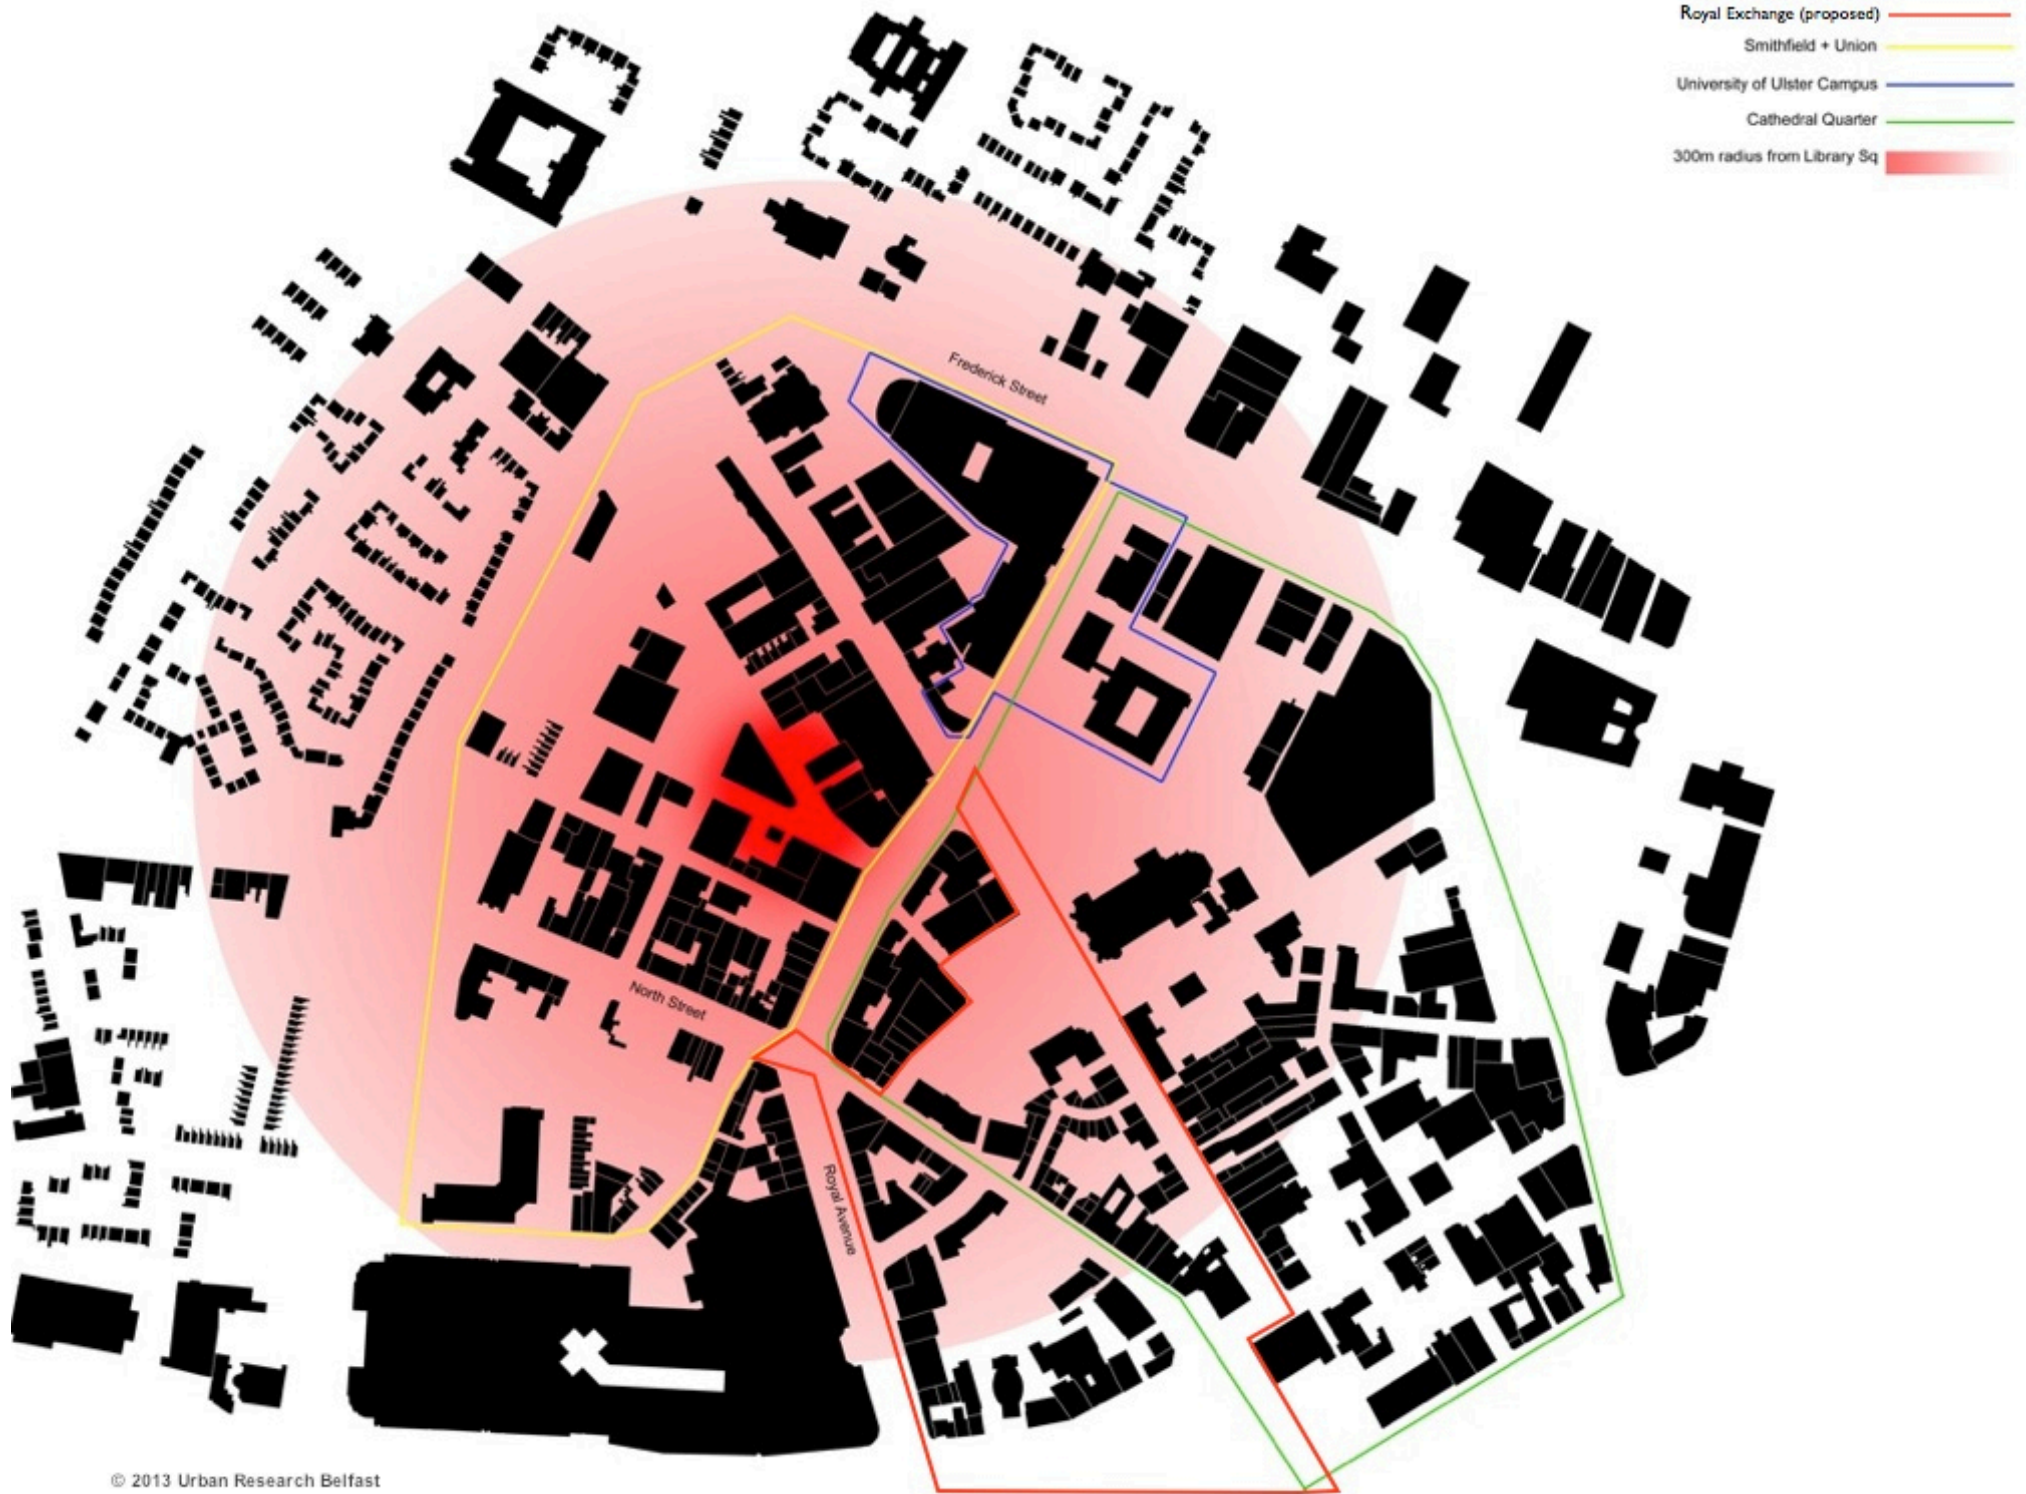 Royal Exchange (proposed)
Smithfield + Union
University of Ulster Campus
Cathedral Quarter
300m radius from Library Sq
Frederick Street
North Street
Royal Avenue
© 2013 Urban Research Belfast